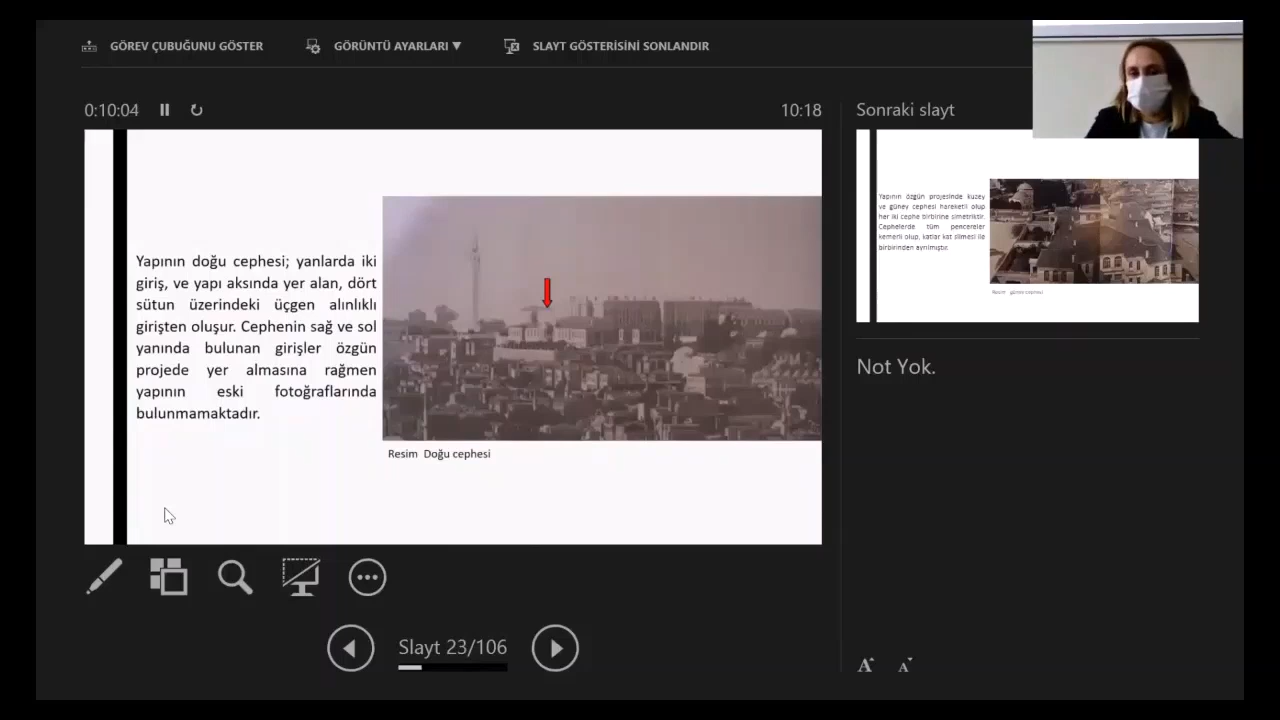 GÖREV ÇUBUĞUNU GÖSTER
GÖRÜNTÜ AYARLARI ▼
SLAYT GÖSTERİSİNİ SONLANDIR
0:10:04
10:18
Yapının doğu cephesi; yanlarda iki
giriş, ve yapı aksında yer alan, dört
sütun üzerindeki üçgen alınlıklı
girişten oluşur. Cephenin sağ ve sol
yanında bulunan girişler özgün
projede yer almasına rağmen
yapının eski fotoğraflarında
bulunmamaktadır.
Resim Doğu cephesi
Slayt 23/106
Sonraki slayt
Yapının özgün projesinde kuzey
ve güney cephesi hareketli olup
her iki cephe birbirine simetriktir.
Cephelerde tüm pencereler
kemerli olup, katlar kat silmesi ile
birbirinden ayrılmıştır.
Resim güney cephesi
Not Yok.
A A